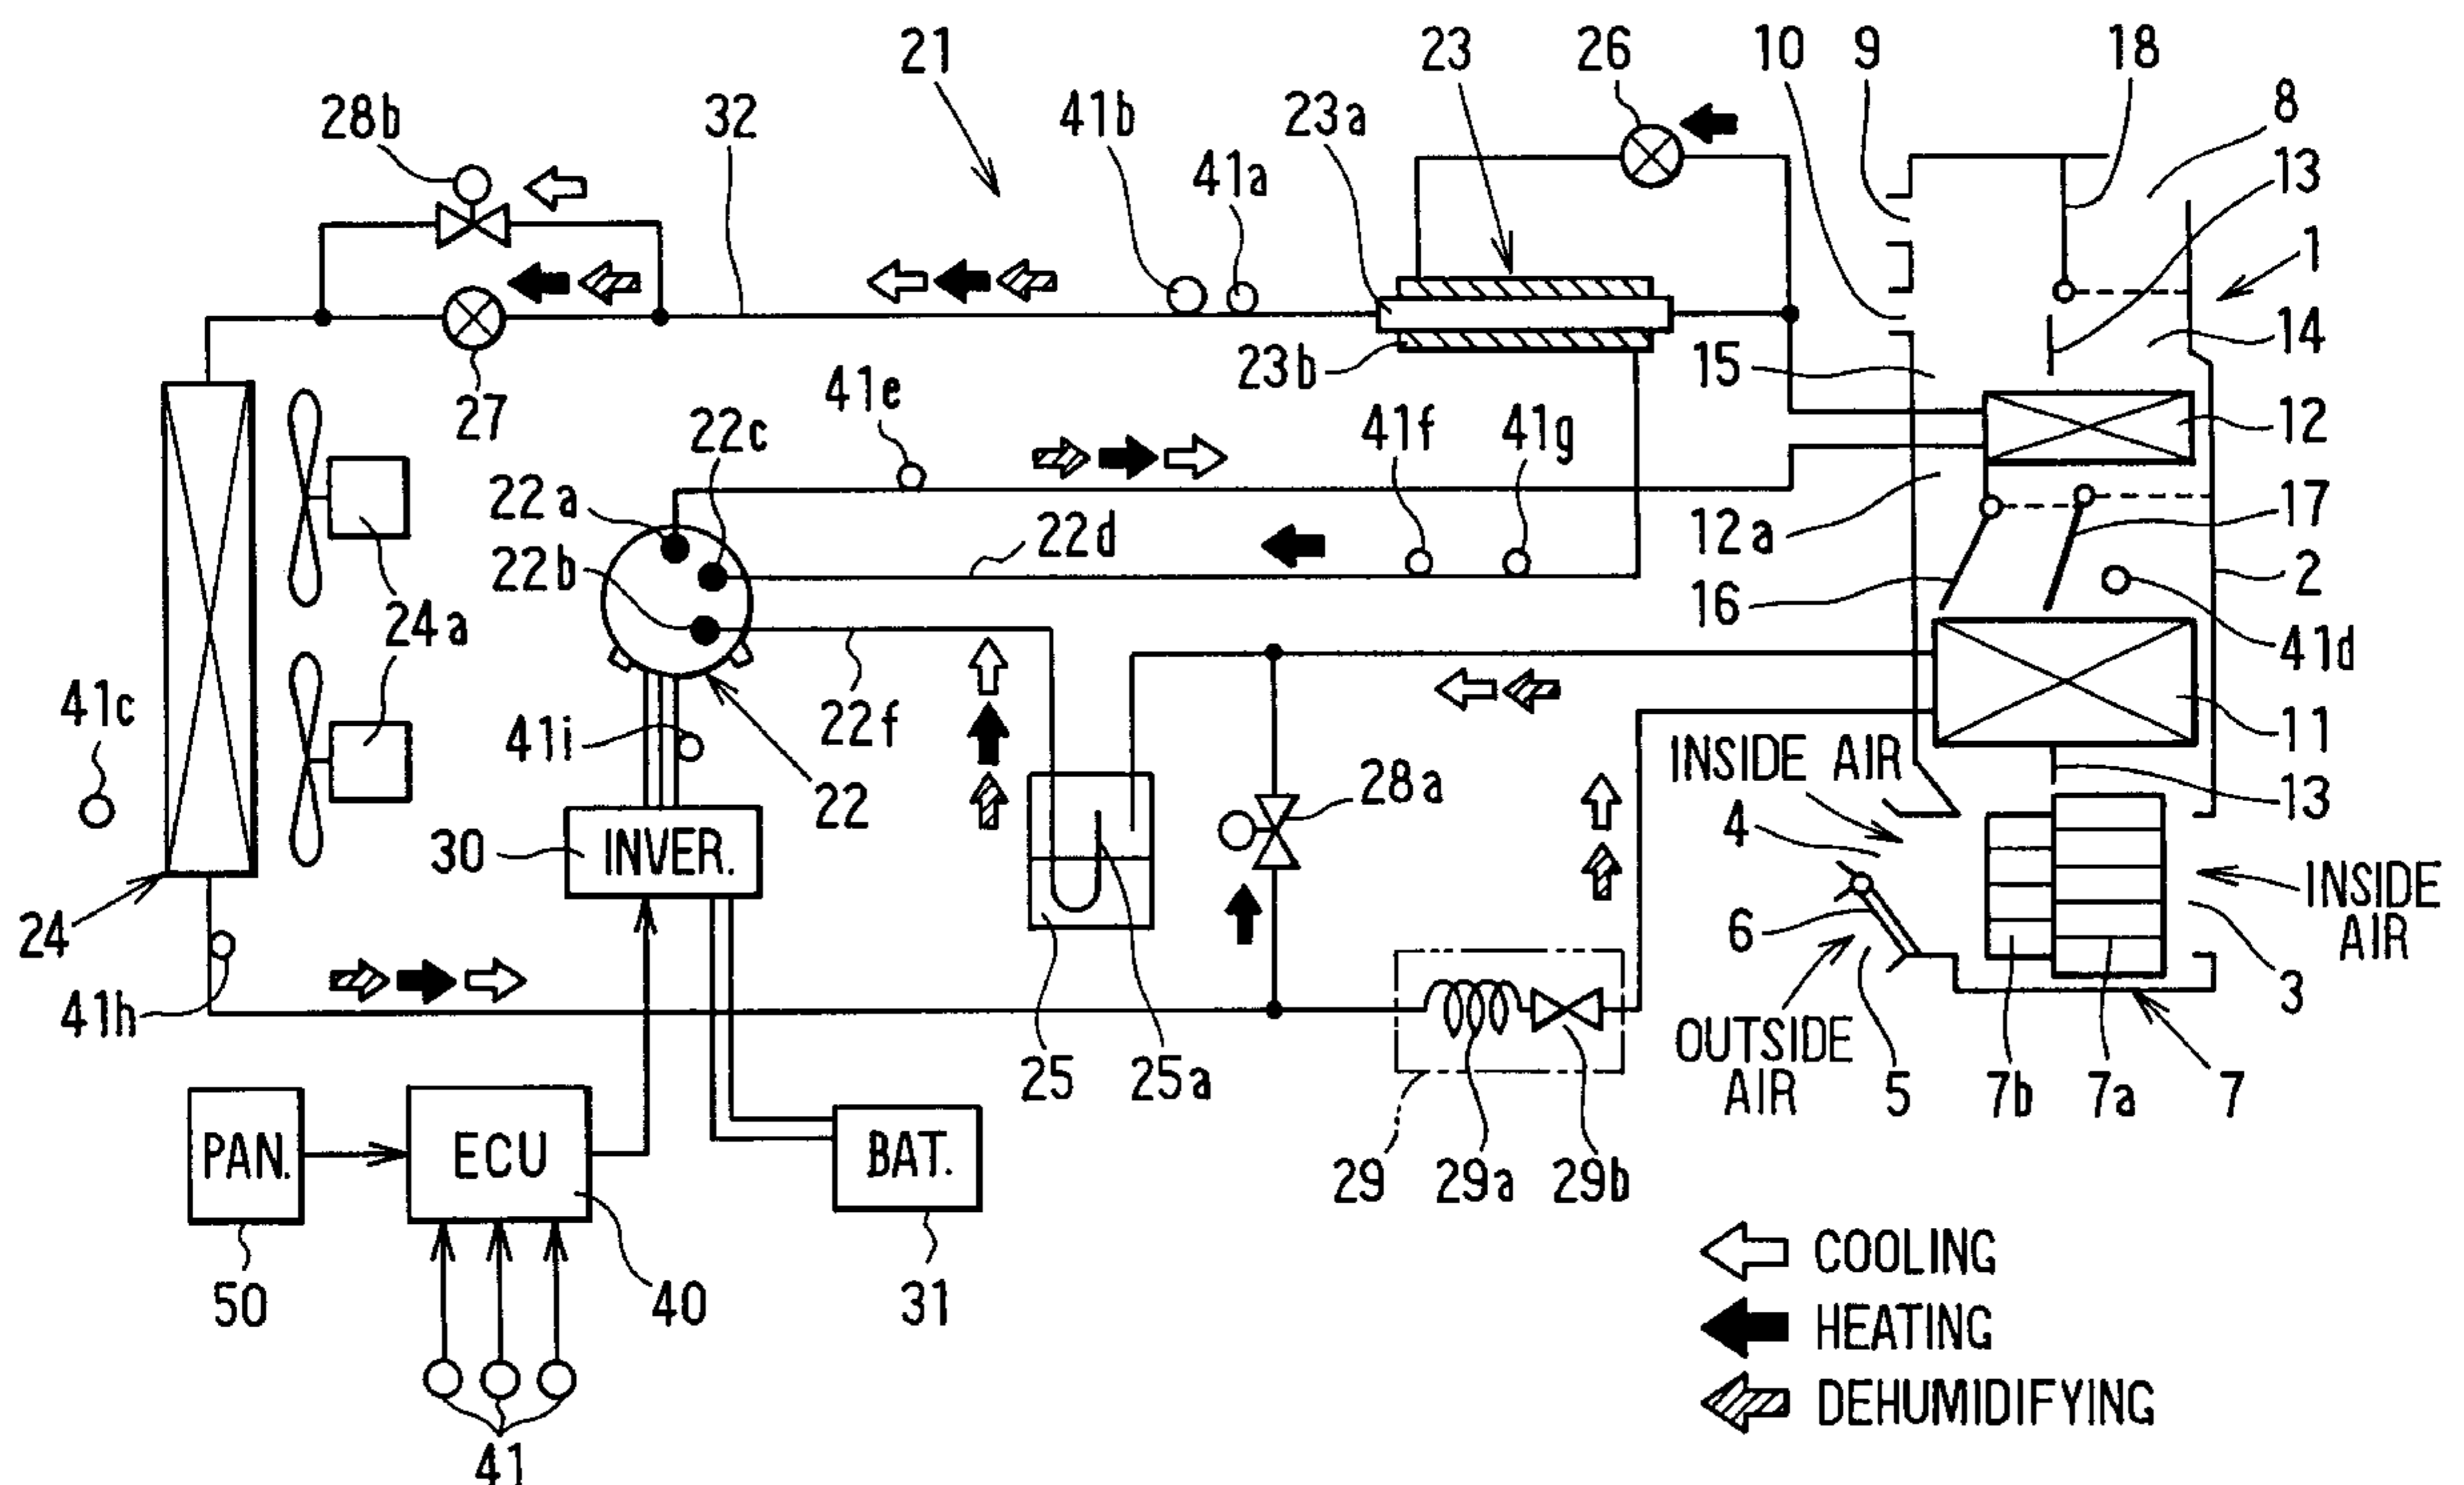 21
23
26
10
9
18
28b
32
41b
23a
8
41a
13
1
14
23b
15
27
41e
22c
41f
41g
12
22a
17
12a
22d
22b
2
16
24a
41d
41c
22f
41i
11
INSIDE AIR
28a
13
22
4
30
INVER.
INSIDE
AIR
24
6
3
41h
OUTSIDE
AIR
25
25a
5
7b
7a
7
PAN.
ECU
BAT.
29
29a
29b
COOLING
50
40
31
HEATING
DEHUMIDIFYING
41